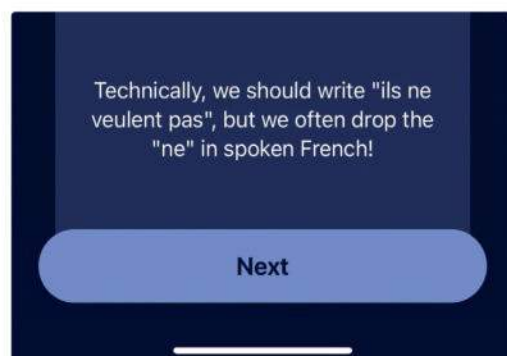 Technically, we should write "ils ne
veulent pas", but we often drop the
"ne" in spoken French!
Next